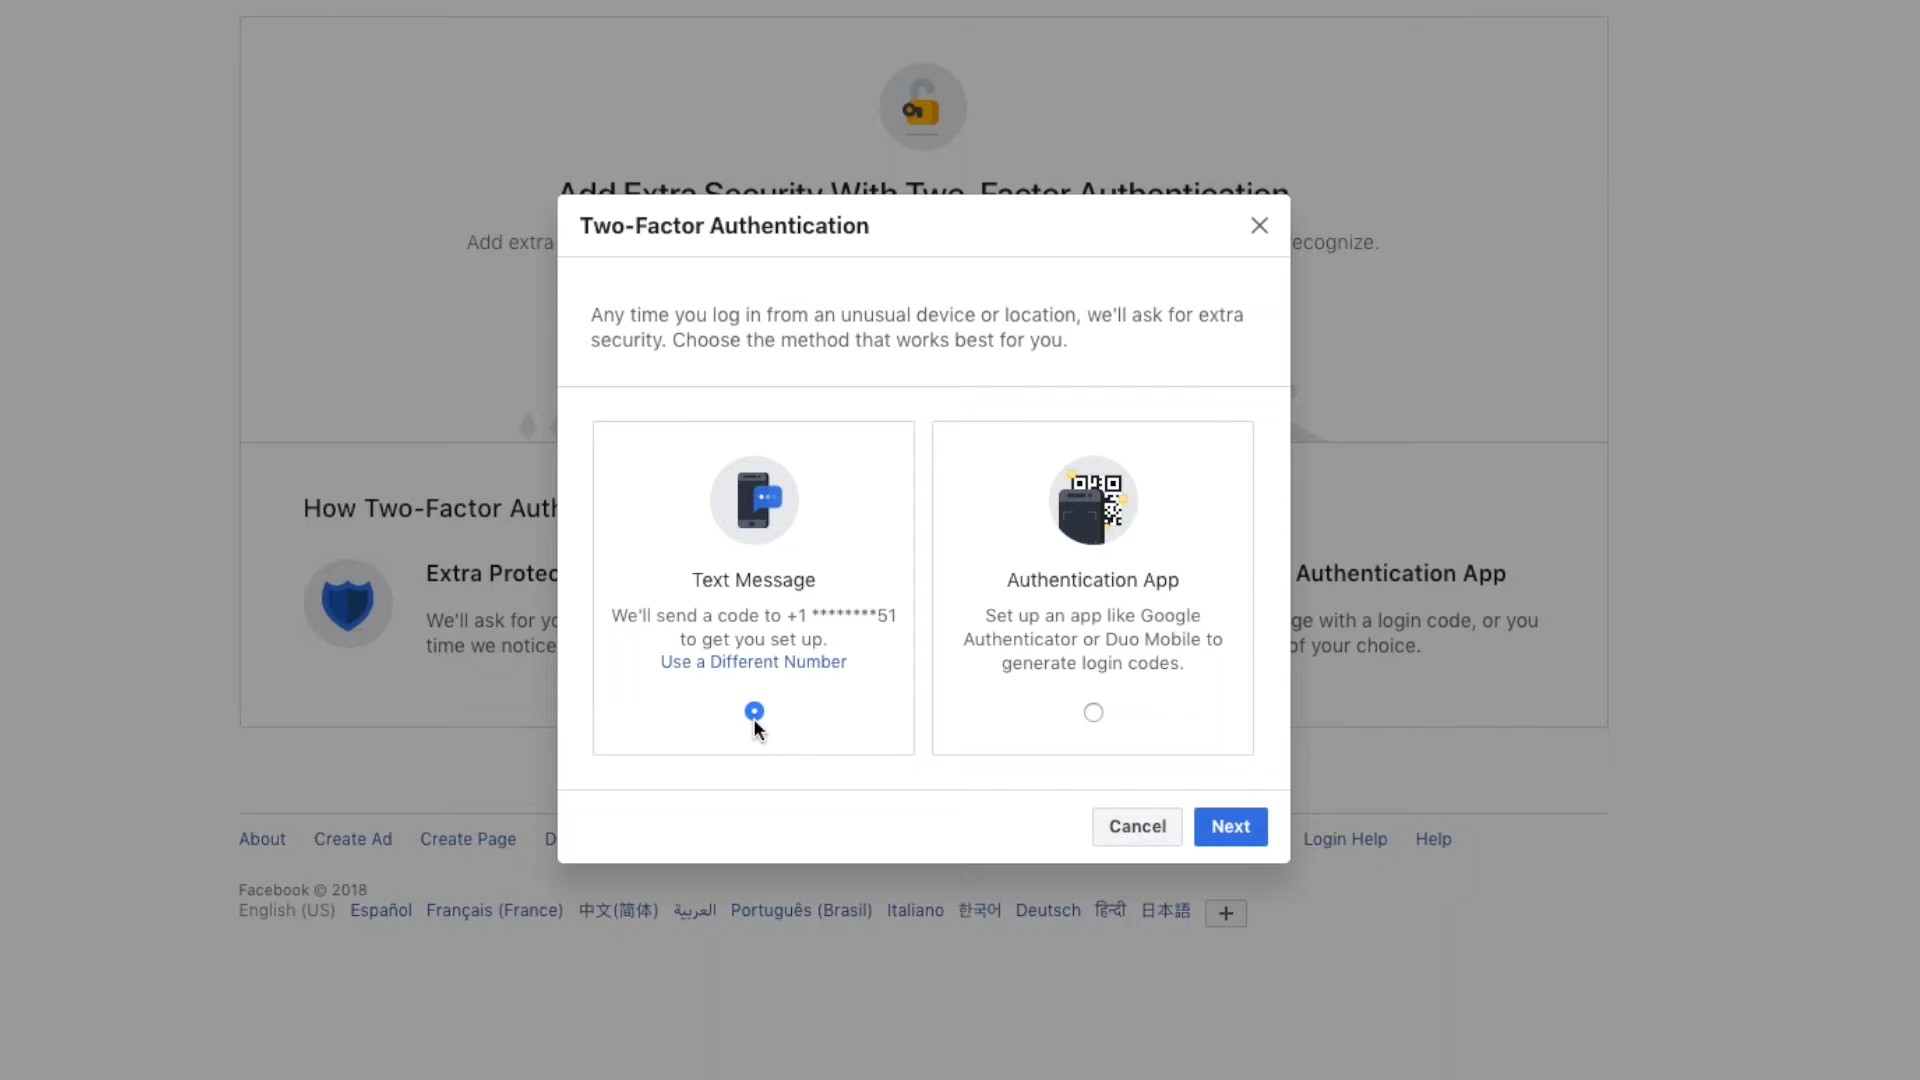 Add Extra Security With Two-Factor Authentication
Two-Factor Authentication
Add extra
ecognize.
Any time you log in from an unusual device or location, we'll ask for extra
security. Choose the method that works best for you.
How Two-Factor Auth
Extra Protec
We'll ask for yo
time we notice
Text Message
We'll send a code to +1 ********51
to get you set up.
Use a Different Number
Authentication App
Set up an app like Google
Authenticator or Duo Mobile to
generate login codes.
Authentication App
ge with a login code, or you
of your choice.
Cancel
Next
About Create Ad Create Page D
Login Help Help
Facebook © 2018
English (US) Español Français (France) 中文(简体) العربية Português (Brasil) Italiano 한국어 Deutsch हिन्दी 日本語 +